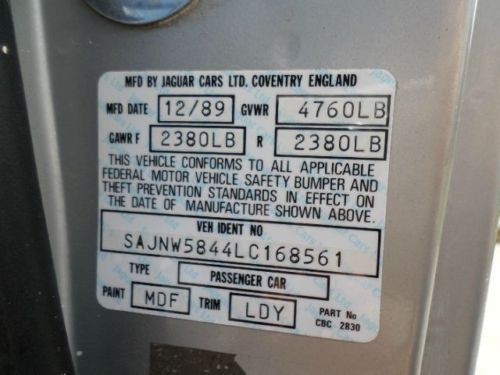 MFD BY JAGUAR CARS LTD. COVENTRY ENGLAND
MFD DATE 12/89 GVWR 4760LB
GAWR F 2380LB R 2380LB
THIS VEHICLE CONFORMS TO ALL APPLICABLE
FEDERAL MOTOR VEHICLE SAFETY BUMPER AND
THEFT PREVENTION STANDARDS IN EFFECT ON
THE DATE OF MANUFACTURE SHOWN ABOVE.
VEH IDENT NO
SAJNW5844LC168561
TYPE PASSENGER CAR
PAINT MDF TRIM LDY PART No
CBC 2830